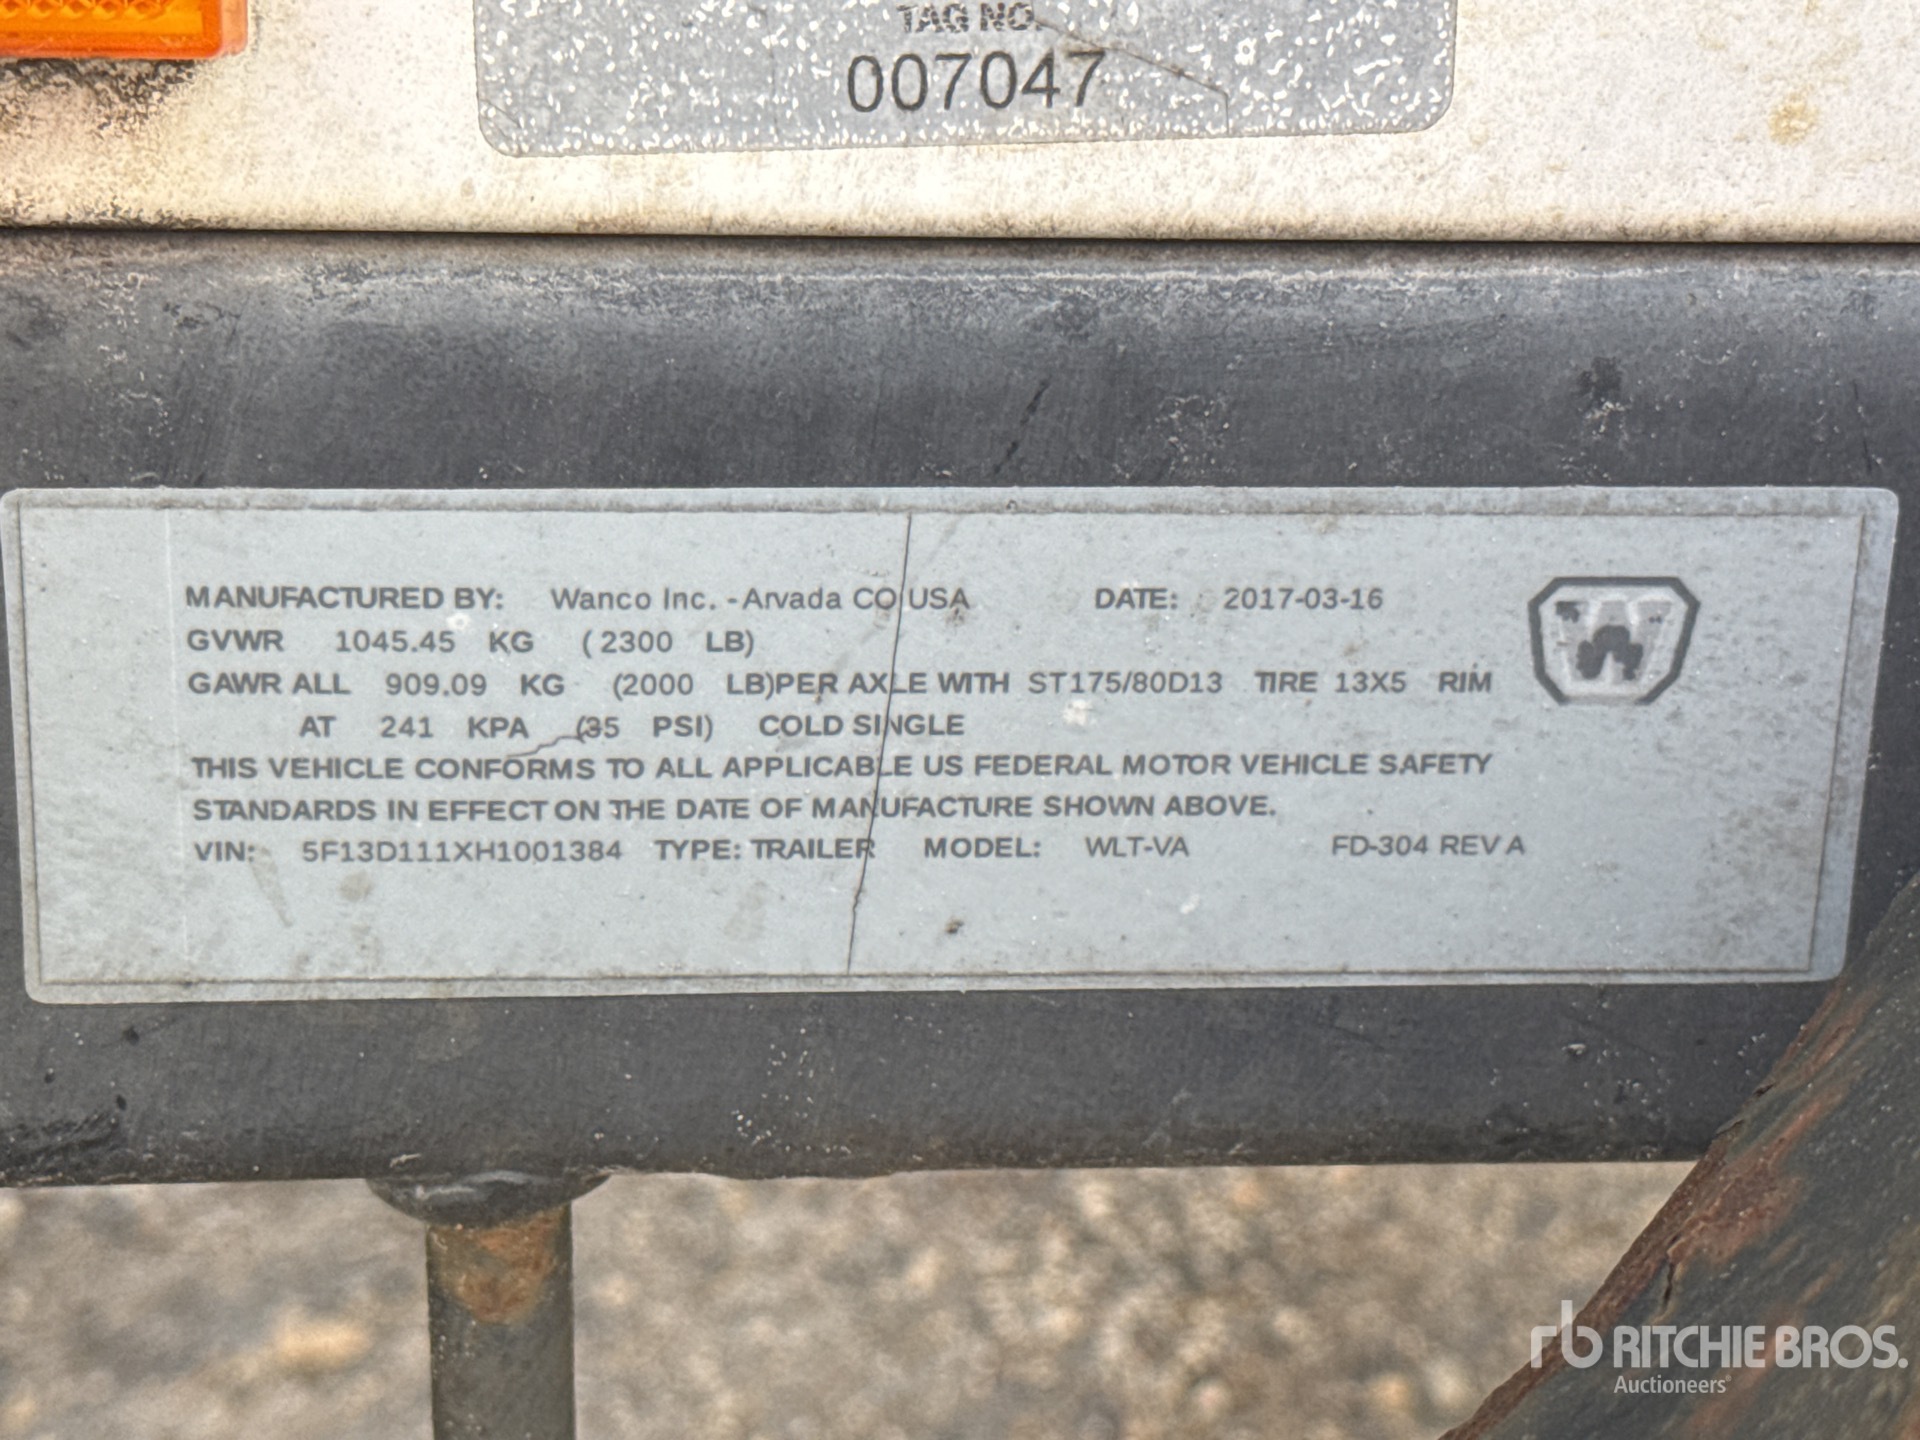 TAG NO.
007047
MANUFACTURED BY: Wanco Inc. - Arvada CO USA DATE: 2017-03-16
GVWR 1045.45 KG ( 2300 LB)
GAWR ALL 909.09 KG (2000 LB)PER AXLE WITH ST175/80D13 TIRE 13X5 RIM
AT 241 KPA (35 PSI) COLD SINGLE
THIS VEHICLE CONFORMS TO ALL APPLICABLE US FEDERAL MOTOR VEHICLE SAFETY
STANDARDS IN EFFECT ON THE DATE OF MANUFACTURE SHOWN ABOVE.
VIN: 5F13D111XH1001384 TYPE: TRAILER MODEL: WLT-VA FD-304 REV A
rb RITCHIE BROS.
Auctioneers